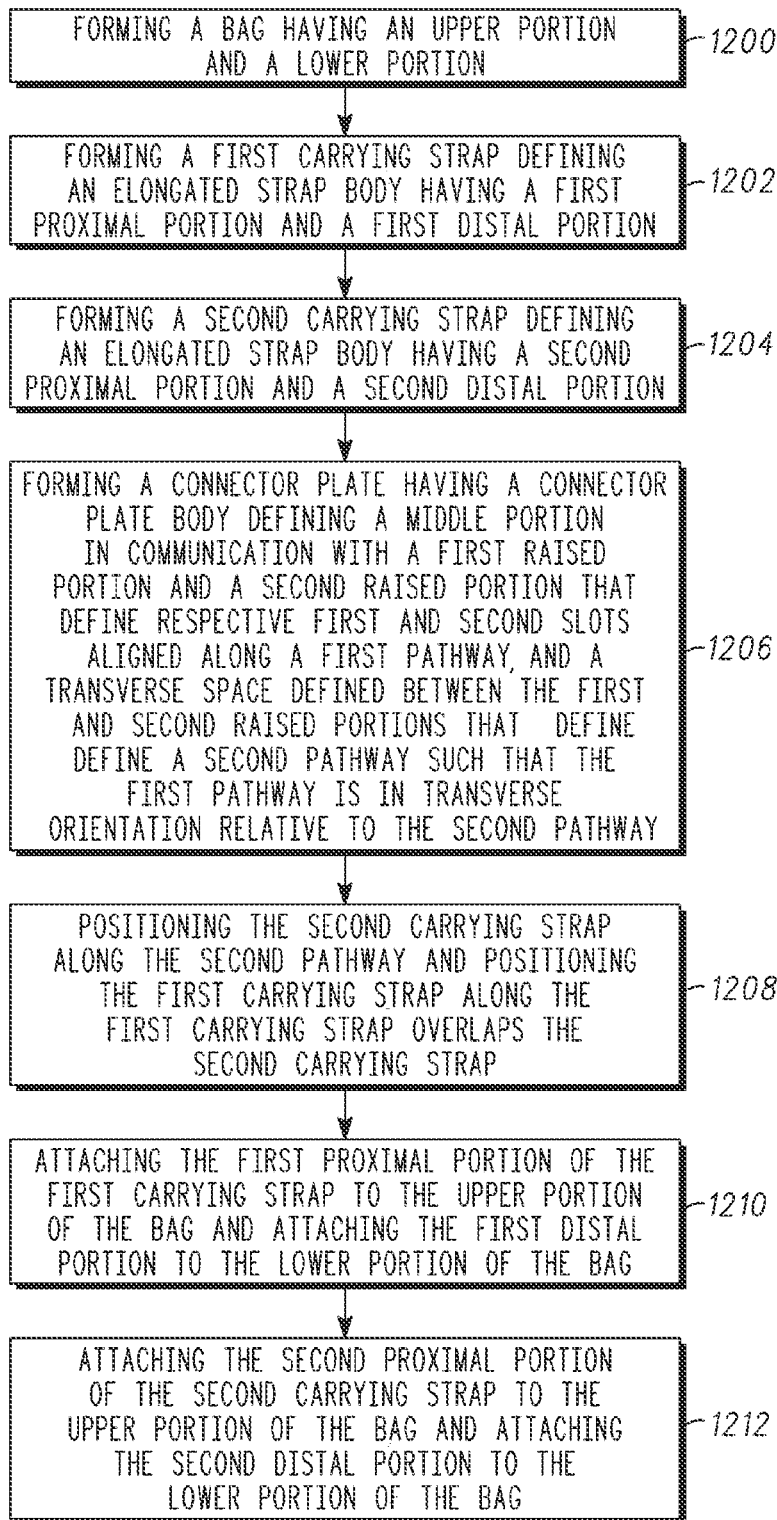 FORMING A BAG HAVING AN UPPER PORTION
AND A LOWER PORTION
1200
FORMING A FIRST CARRYING STRAP DEFINING
AN ELONGATED STRAP BODY HAVING A FIRST
PROXIMAL PORTION AND A FIRST DISTAL PORTION
1202
FORMING A SECOND CARRYING STRAP DEFINING
AN ELONGATED STRAP BODY HAVING A SECOND
PROXIMAL PORTION AND A SECOND DISTAL PORTION
1204
FORMING A CONNECTOR PLATE HAVING A CONNECTOR
PLATE BODY DEFINING A MIDDLE PORTION
IN COMMUNICATION WITH A FIRST RAISED
PORTION AND A SECOND RAISED PORTION THAT
DEFINE RESPECTIVE FIRST AND SECOND SLOTS
ALIGNED ALONG A FIRST PATHWAY, AND A
TRANSVERSE SPACE DEFINED BETWEEN THE FIRST
AND SECOND RAISED PORTIONS THAT DEFINE
DEFINE A SECOND PATHWAY SUCH THAT THE
FIRST PATHWAY IS IN TRANSVERSE
ORIENTATION RELATIVE TO THE SECOND PATHWAY
1206
POSITIONING THE SECOND CARRYING STRAP
ALONG THE SECOND PATHWAY AND POSITIONING
THE FIRST CARRYING STRAP ALONG THE
FIRST CARRYING STRAP OVERLAPS THE
SECOND CARRYING STRAP
1208
ATTACHING THE FIRST PROXIMAL PORTION OF THE
FIRST CARRYING STRAP TO THE UPPER PORTION
OF THE BAG AND ATTACHING THE FIRST DISTAL
PORTION TO THE LOWER PORTION OF THE BAG
1210
ATTACHING THE SECOND PROXIMAL PORTION
OF THE SECOND CARRYING STRAP TO THE
UPPER PORTION OF THE BAG AND ATTACHING
THE SECOND DISTAL PORTION TO THE
LOWER PORTION OF THE BAG
1212